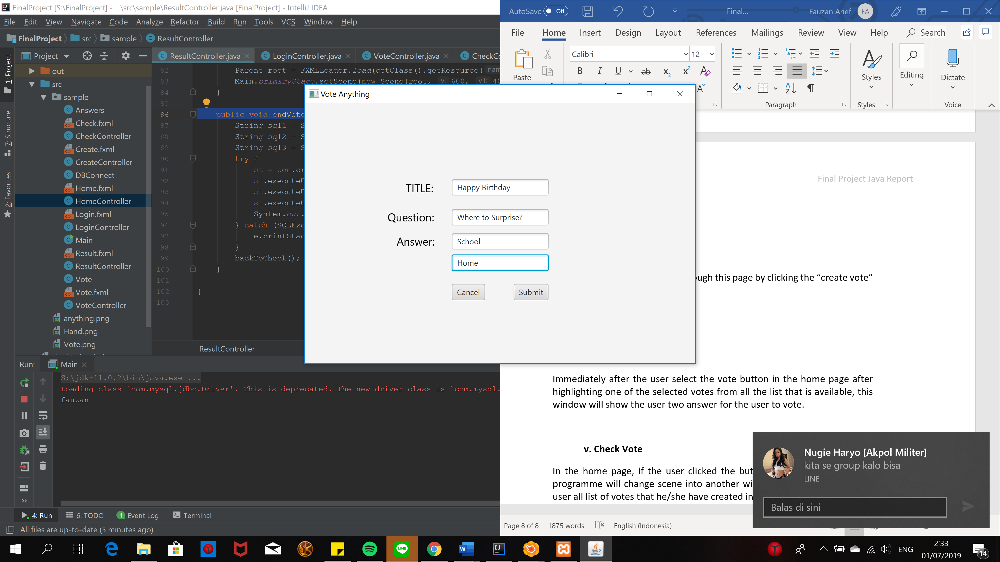 FinalProject [S:\FinalProject] - ...\src\sample\ResultController.java [FinalProject] - IntelliJ IDEA
File Edit View Navigate Code Analyze Refactor Build Run Tools VCS Window Help
FinalProject src sample ResultController
1: Project
7: Structure
2: Favorites
Project
out
src
sample
Answers
Check.fxml
CheckController
Create.fxml
CreateController
DBConnect
Home.fxml
HomeController
Login.fxml
LoginController
Main
Result.fxml
ResultController
Vote
Vote.fxml
VoteController
anything.png
Hand.png
Vote.png
ResultController.java LoginController.java VoteController.java CheckCo
82 Parent root = FXMLLoader.load(getClass().getResource( nam
83 Main.primaryStage.setScene(new Scene(root, v: 600, v1: 40
84 }
85
86 public void endVote
87 String sql1 = S
88 String sql2 = S
89 String sql3 = S
90 try {
91 st = con.cr
92 st.executeU
93 st.executeU
94 st.executeU
95 System.out.
96 } catch (SQLExc
97 e.printStac
98 }
99 backToCheck();
100 }
101
102 }
103
ResultController
Run: Main
S:\jdk-11.0.2\bin\java.exe ...
Loading class `com.mysql.jdbc.Driver'. This is deprecated. The new driver class is `com.mysql.
fauzan
4: Run 6: TODO 1 Event Log Terminal
All files are up-to-date (5 minutes ago)
Vote Anything
TITLE: Happy Birthday
Question: Where to Surprise?
Answer: School
Home
Cancel Submit
AutoSave Off Final... Fauzan Arief FA
File Home Insert Design Layout References Mailings Review View Help Search
Paste
Calibri 12
Paragraph
Styles
Styles
Editing
Dictate
Voice
Final Project Java Report
ough this page by clicking the “create vote”
Immediately after the user select the vote button in the home page after
highlighting one of the selected votes from all the list that is available, this
window will show the user two answer for the user to vote.
v. Check Vote
In the home page, if the user clicked the but
programme will change scene into another wi
user all list of votes that he/she have created in
Page 8 of 8 1875 words English (Indonesia)
Nugie Haryo [Akpol Militer]
kita se group kalo bisa
LINE
Balas di sini
LINE
ENG
2:33
01/07/2019
14